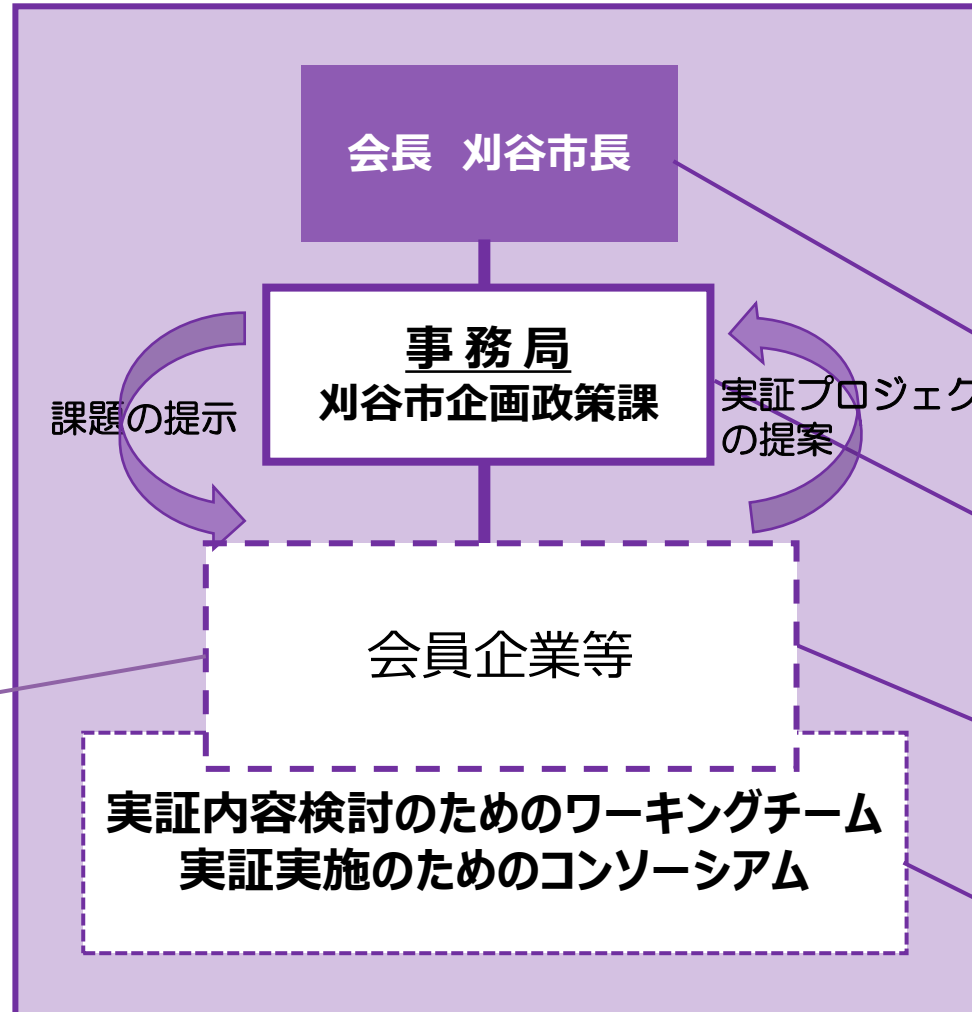 会長 刈谷市長
事務局
刈谷市企画政策課
課題の提示
実証プロジェク
の提案
会員企業等
実証内容検討のためのワーキングチーム
実証実施のためのコンソーシアム